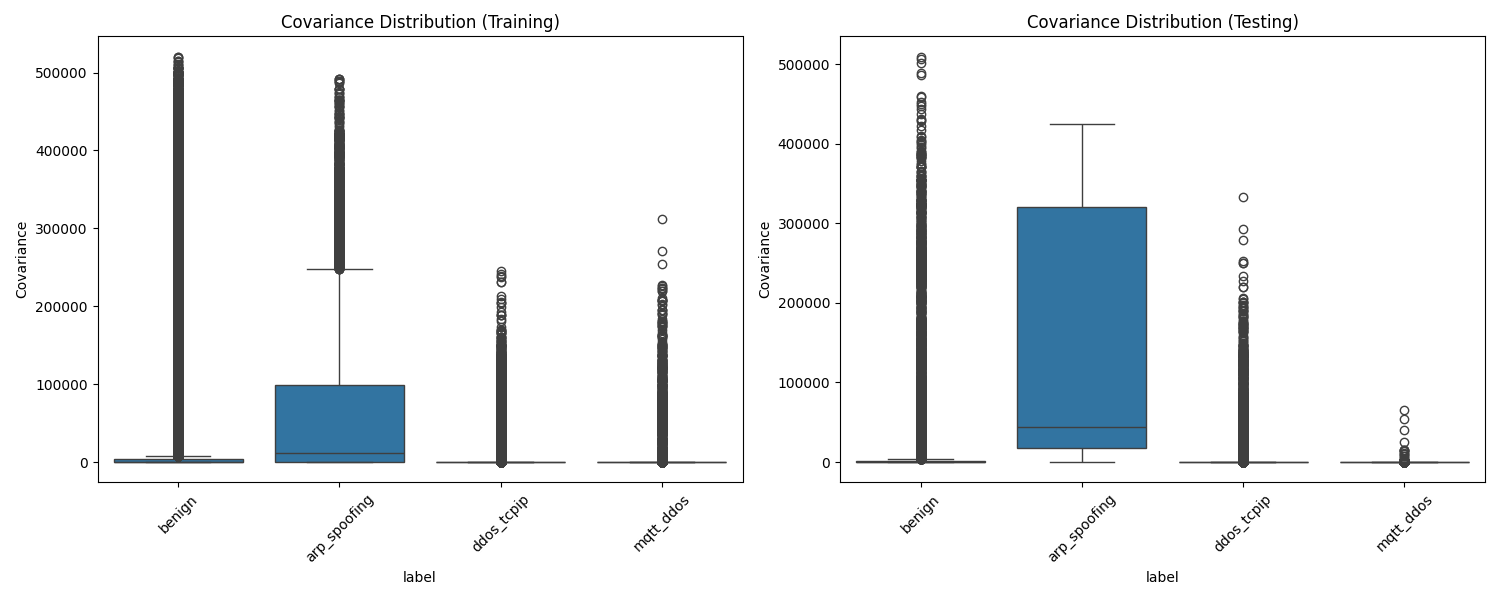 Covariance Distribution (Training)
Covariance
500000
400000
300000
200000
100000
0
benign
arp_spoofing
ddos_tcpip
mqtt_ddos
label
Covariance Distribution (Testing)
Covariance
500000
400000
300000
200000
100000
0
benign
arp_spoofing
ddos_tcpip
mqtt_ddos
label